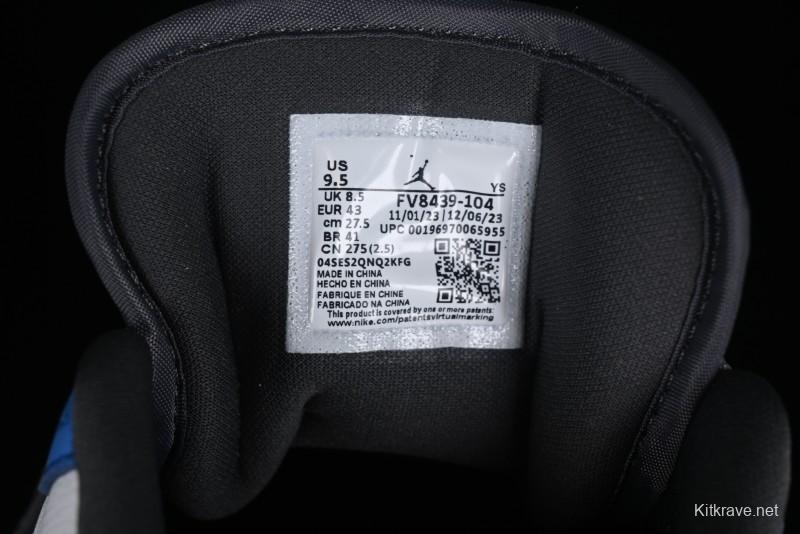 US
9.5
YS
UK 8.5
EUR 43
cm 27.5
BR 41
CN 275(2.5)
FV8439-104
11/01/23 | 12/06/23
UPC 00196970065955
04SES2QNQ2KFG
MADE IN CHINA
HECHO EN CHINA
FABRIQUE EN CHINE
FABRICADO NA CHINA
This product is covered by one or more patents:
www.nike.com/patentsvirtualmarking
Kitkrave.net